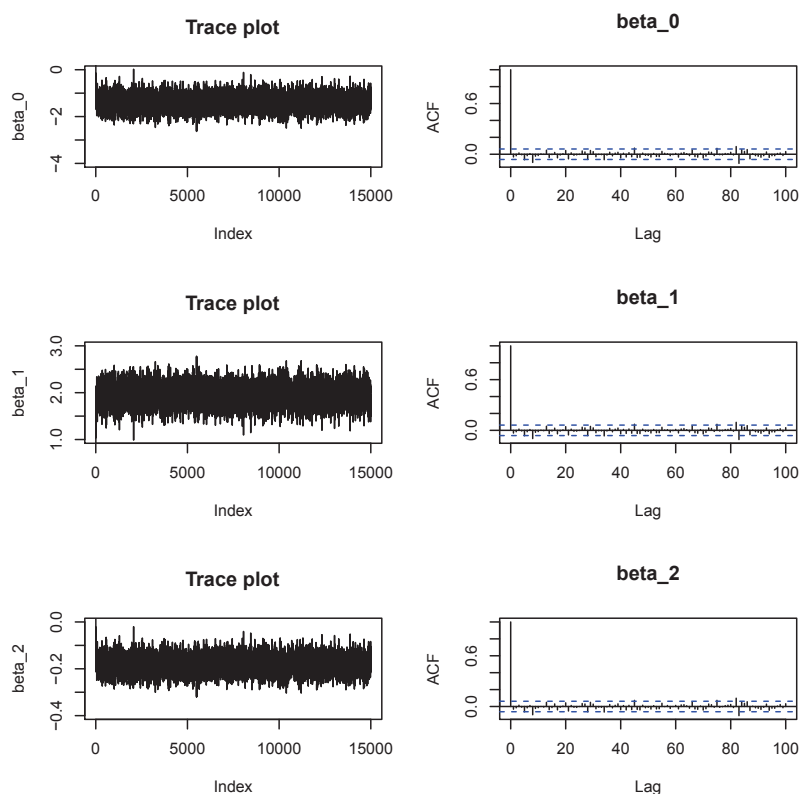 Trace plot
beta_0
0
−2
−4
0 5000 10000 15000
Index
beta_0
ACF
0.6
0.0
0 20 40 60 80 100
Lag
Trace plot
beta_1
3.0
2.0
1.0
0 5000 10000 15000
Index
beta_1
ACF
0.6
0.0
0 20 40 60 80 100
Lag
Trace plot
beta_2
0.0
−0.2
−0.4
0 5000 10000 15000
Index
beta_2
ACF
0.6
0.0
0 20 40 60 80 100
Lag